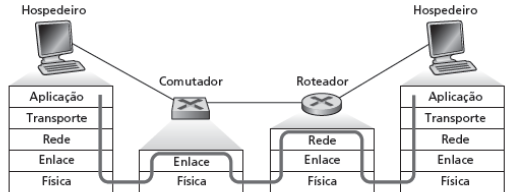 Hospedeiro
Hospedeiro
Comutador
Roteador
Aplicação
Transporte
Rede
Enlace
Física
Enlace
Física
Rede
Enlace
Física
Aplicação
Transporte
Rede
Enlace
Física